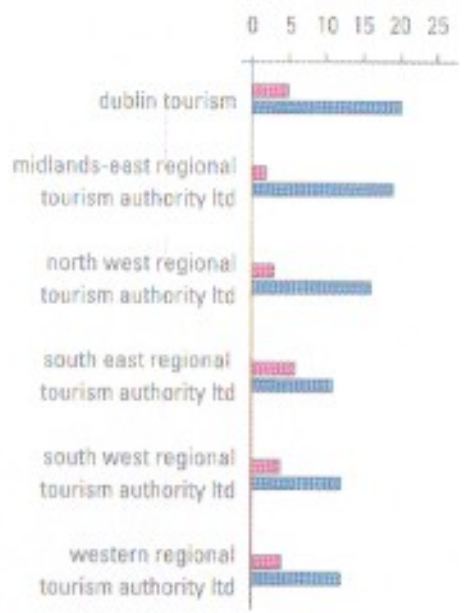 0 5 10 15 20 25
dublin tourism
midlands-east regional
tourism authority ltd
north west regional
tourism authority ltd
south east regional
tourism authority ltd
south west regional
tourism authority ltd
western regional
tourism authority ltd